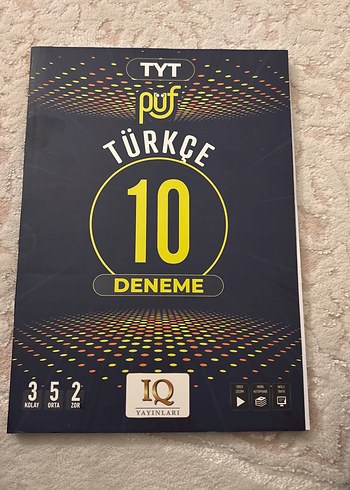 TYT
püf
TÜRKÇE
10
DENEME
3 5 2
KOLAY ORTA ZOR
IQ
YAYINLARI